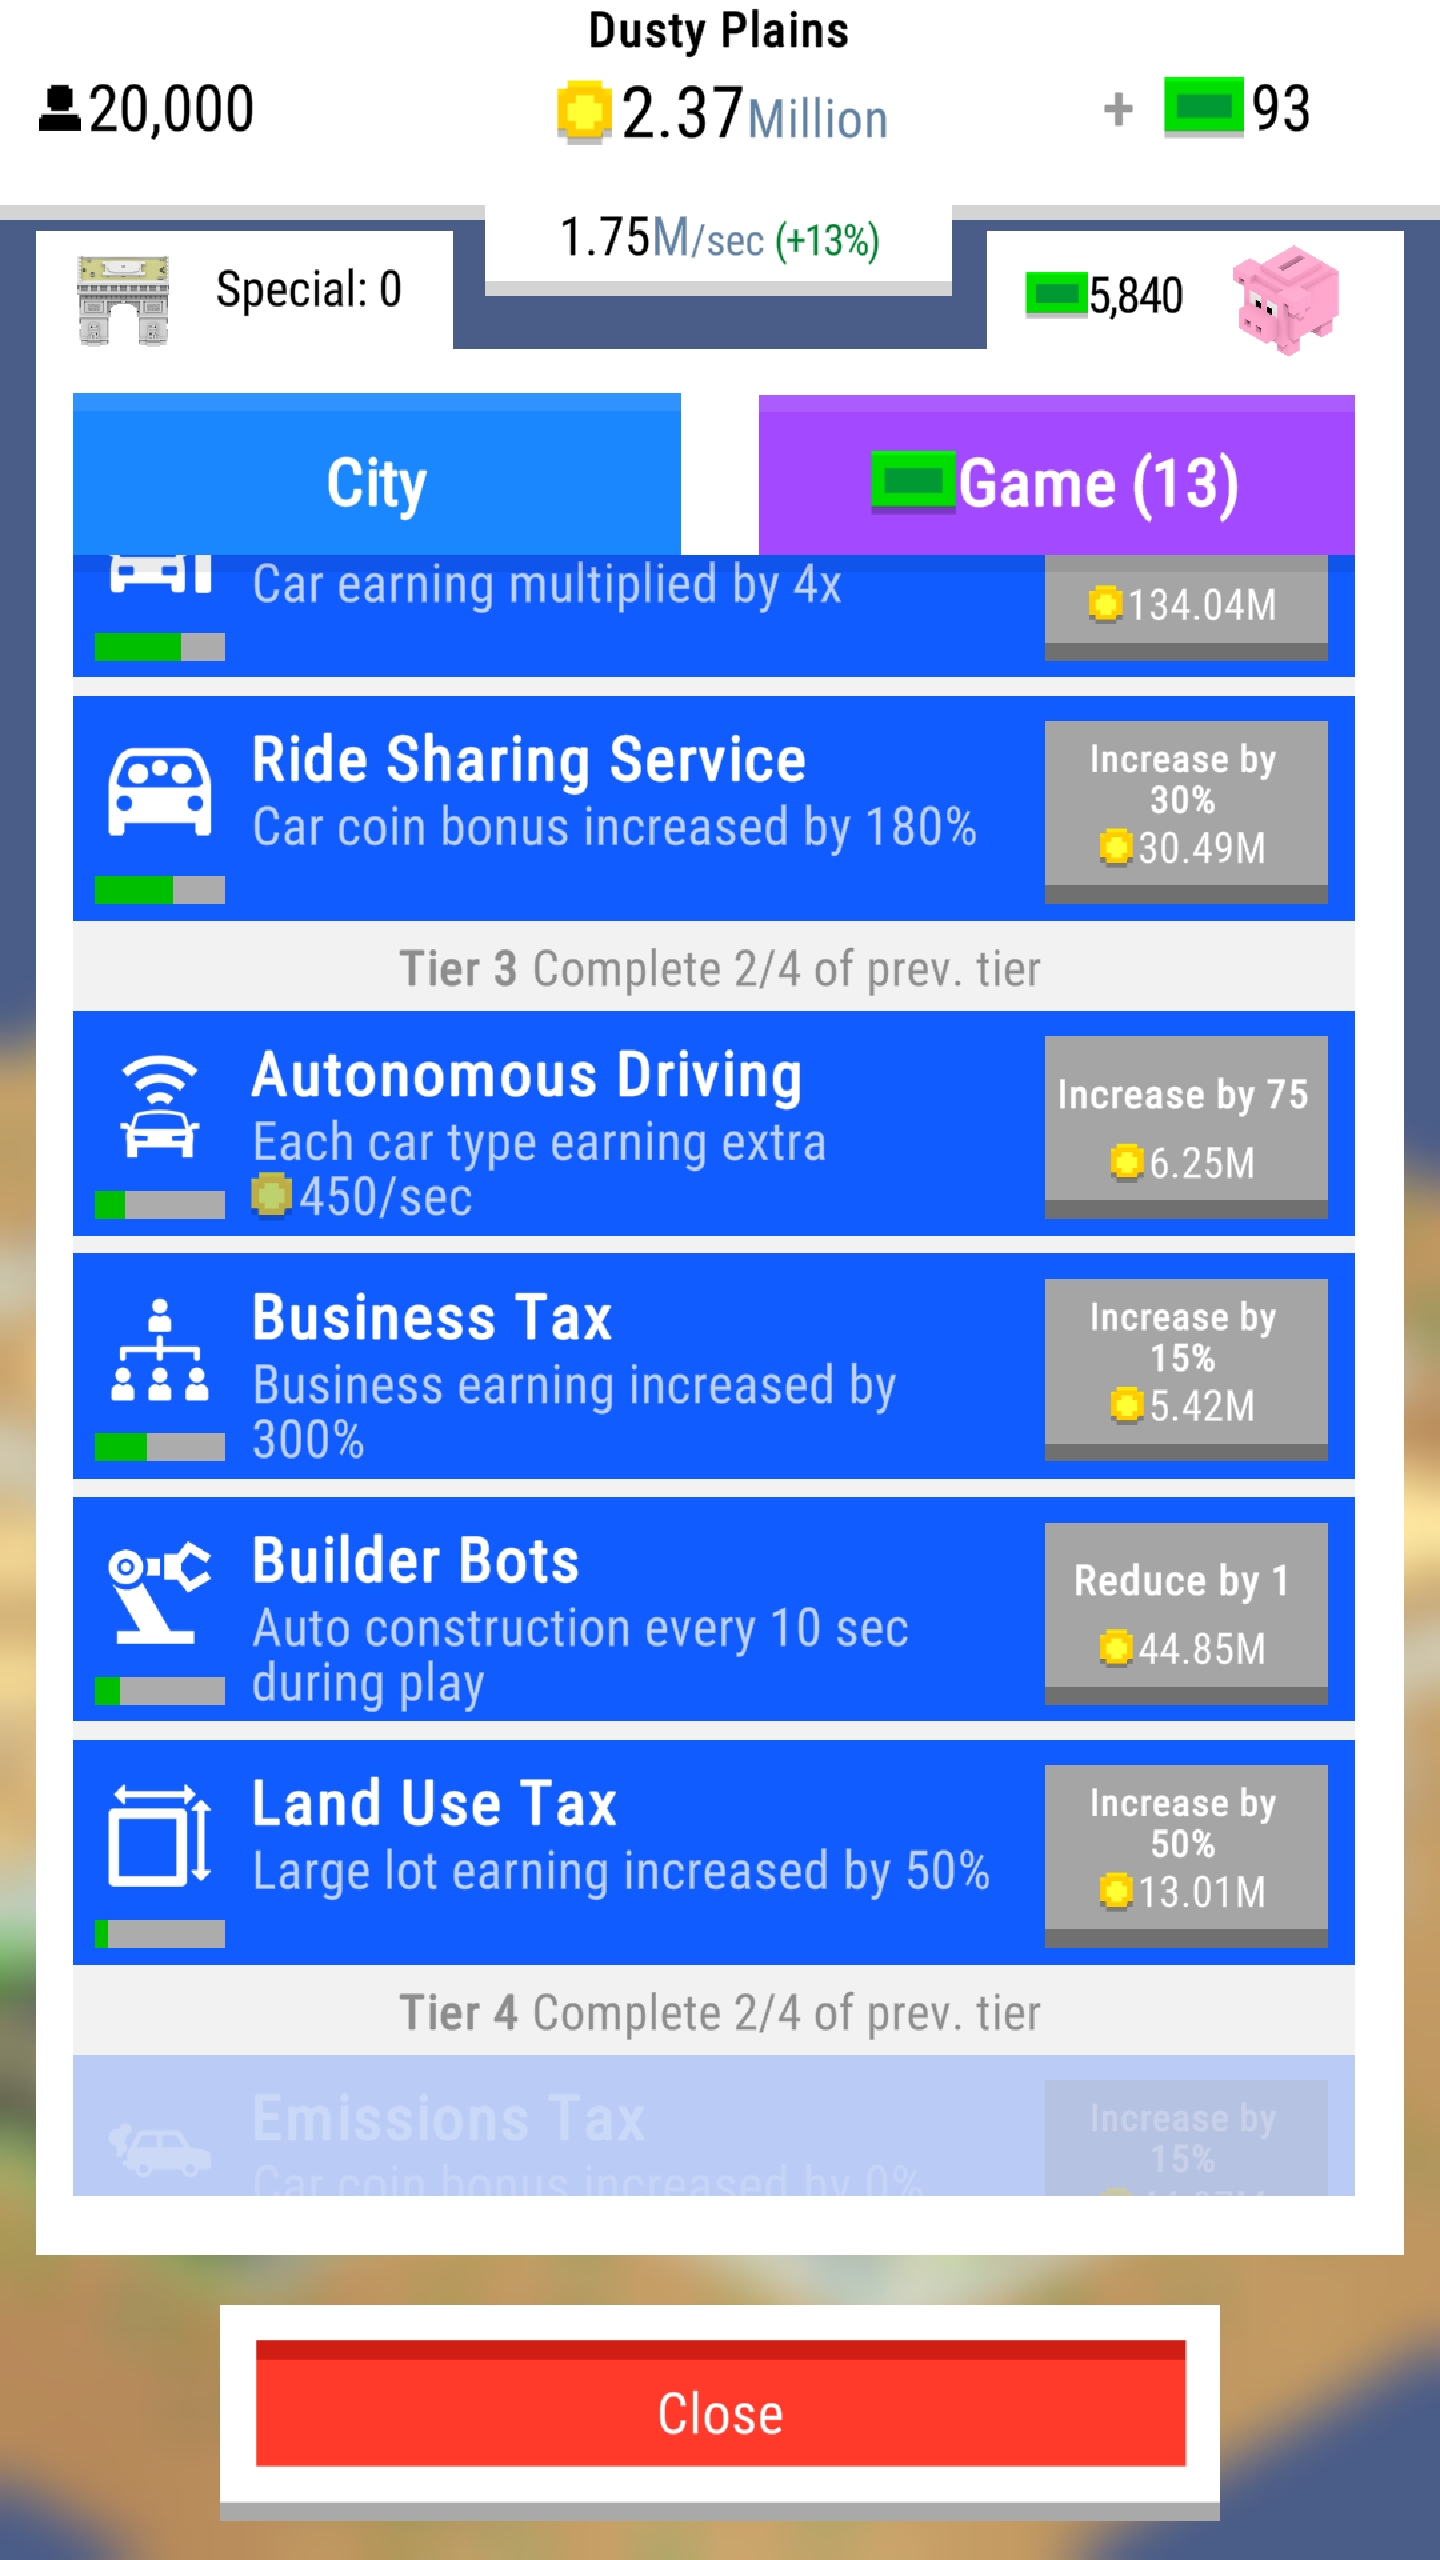 Dusty Plains
20,000
2.37Million
+ 93
1.75M/sec (+13%)
Special: 0
5,840
City
Game (13)
Car earning multiplied by 4x
134.04M
Ride Sharing Service
Car coin bonus increased by 180%
Increase by
30%
30.49M
Tier 3 Complete 2/4 of prev. tier
Autonomous Driving
Each car type earning extra
450/sec
Increase by 75
6.25M
Business Tax
Business earning increased by
300%
Increase by
15%
5.42M
Builder Bots
Auto construction every 10 sec
during play
Reduce by 1
44.85M
Land Use Tax
Large lot earning increased by 50%
Increase by
50%
13.01M
Tier 4 Complete 2/4 of prev. tier
Emissions Tax
Car coin bonus increased by 0%
Increase by
15%
Close